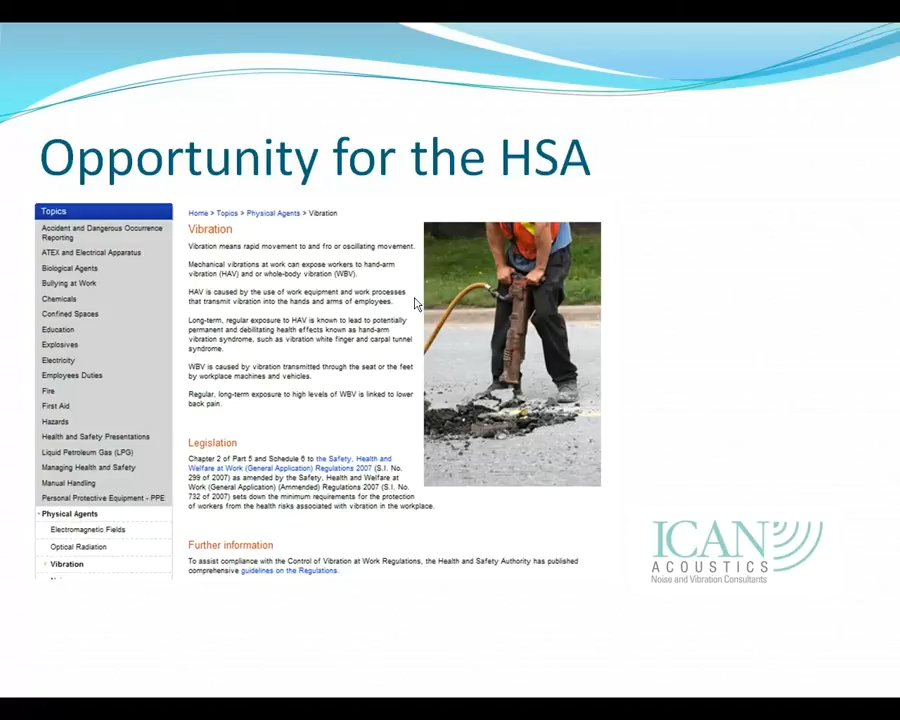 Opportunity for the HSA
Topics
Accident and Dangerous Occurrence
Reporting
ATEX and Electrical Apparatus
Biological Agents
Bullying at Work
Chemicals
Confined Spaces
Education
Explosives
Electricity
Employees Duties
Fire
First Aid
Hazards
Health and Safety Presentations
Liquid Petroleum Gas (LPG)
Managing Health and Safety
Manual Handling
Personal Protective Equipment - PPE
Physical Agents
Electromagnetic Fields
Optical Radiation
Vibration
Home > Topics > Physical Agents > Vibration
Vibration
Vibration means rapid movement to and fro or oscillating movement.
Mechanical vibrations at work can expose workers to hand-arm
vibration (HAV) and or whole-body vibration (WBV).
HAV is caused by the use of work equipment and work processes
that transmit vibration into the hands and arms of employees.
Long-term, regular exposure to HAV is known to lead to potentially
permanent and debilitating health effects known as hand-arm
vibration syndrome, such as vibration white finger and carpal tunnel
syndrome.
WBV is caused by vibration transmitted through the seat or the feet
by workplace machines and vehicles.
Regular, long-term exposure to high levels of WBV is linked to lower
back pain.
Legislation
Chapter 2 of Part 5 and Schedule 6 to the Safety, Health and
Welfare at Work (General Application) Regulations 2007 (S.I. No.
299 of 2007) as amended by the Safety, Health and Welfare at
Work (General Application) (Ammended) Regulations 2007 (S.I. No.
732 of 2007) sets down the minimum requirements for the protection
of workers from the health risks associated with vibration in the workplace.
Further information
To assist compliance with the Control of Vibration at Work Regulations, the Health and Safety Authority has published
comprehensive guidelines on the Regulations.
ICAN
ACOUSTICS
Noise and Vibration Consultants